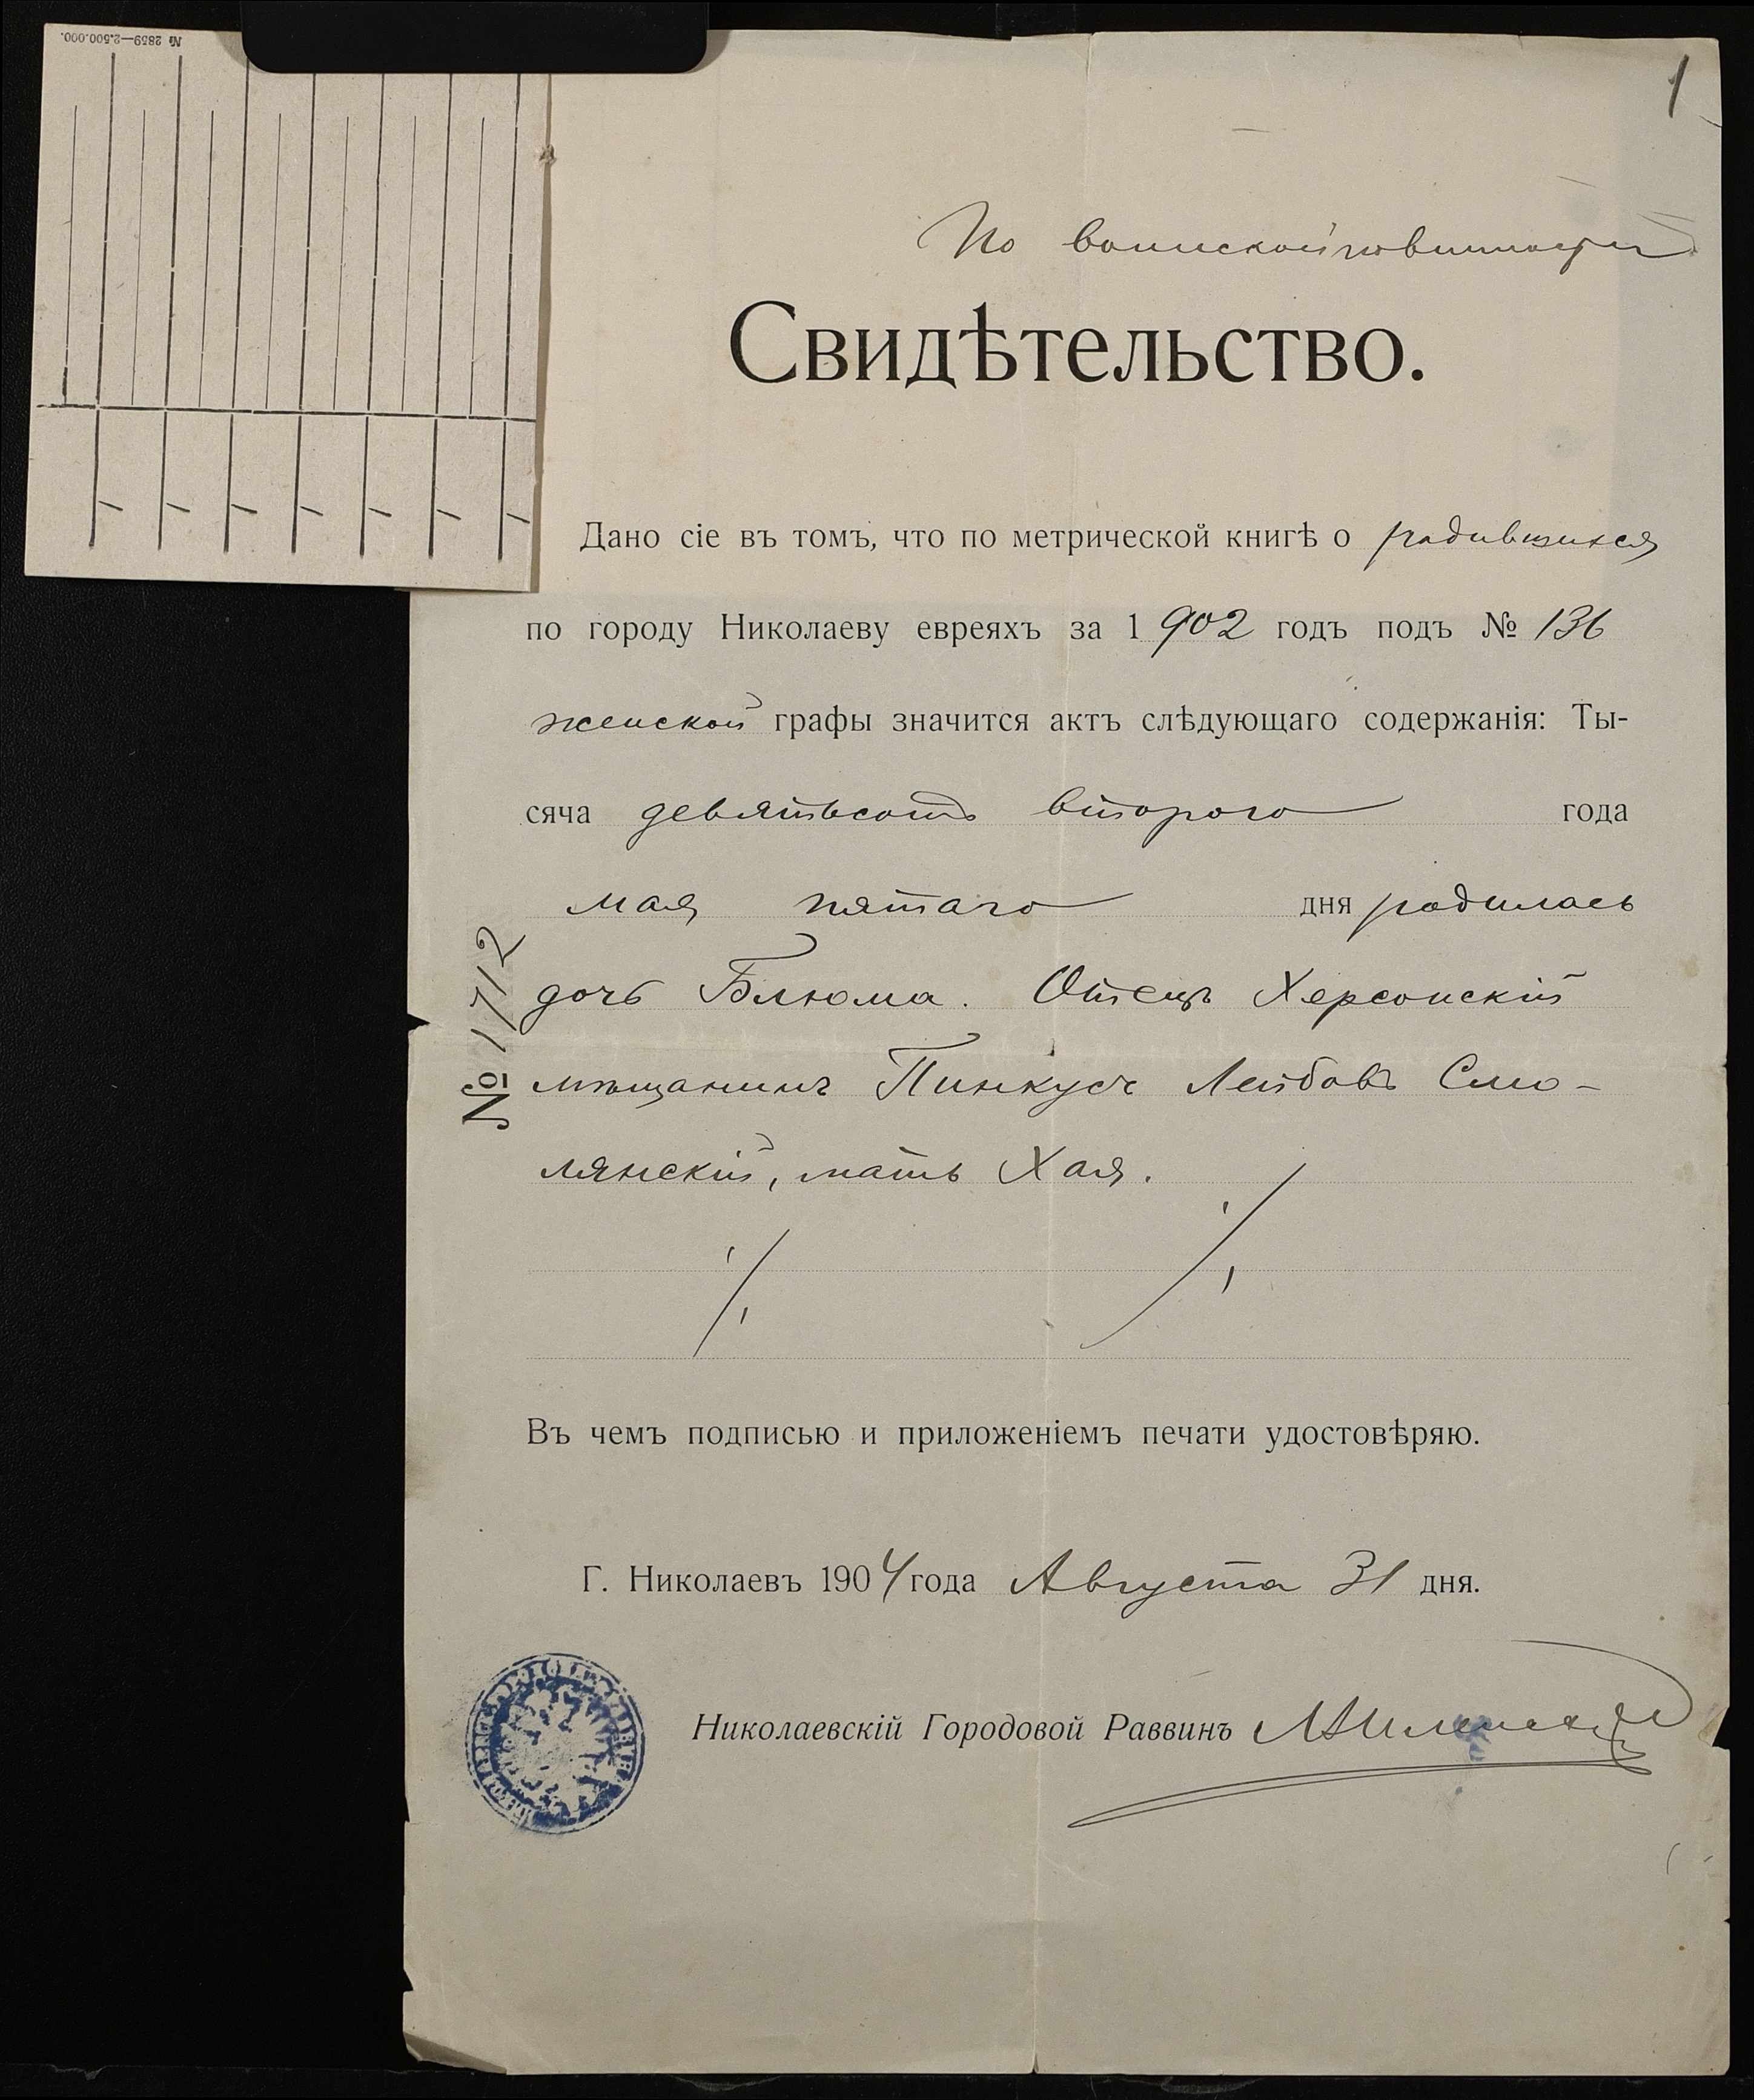 № 2859—2.500.000.
1
По воинской повинности
Свидѣтельство.
Дано сіе въ томъ, что по метрической книгѣ о родившихся
по городу Николаеву евреяхъ за 1902 годъ подъ № 136
женской графы значится актъ слѣдующаго содержанія: Ты-
сяча девятьсотъ второго года
мая пятаго дня родилась
дочь Блюма. Отецъ Херсонскій
мѣщанинъ Пинкусъ Лейбовъ Смо-
лянскій, мать Хая.
№ 1712
Въ чемъ подписью и приложеніемъ печати удостовѣряю.
Г. Николаевъ 1904 года Августа 31 дня.
Николаевскій Городовой Раввинъ